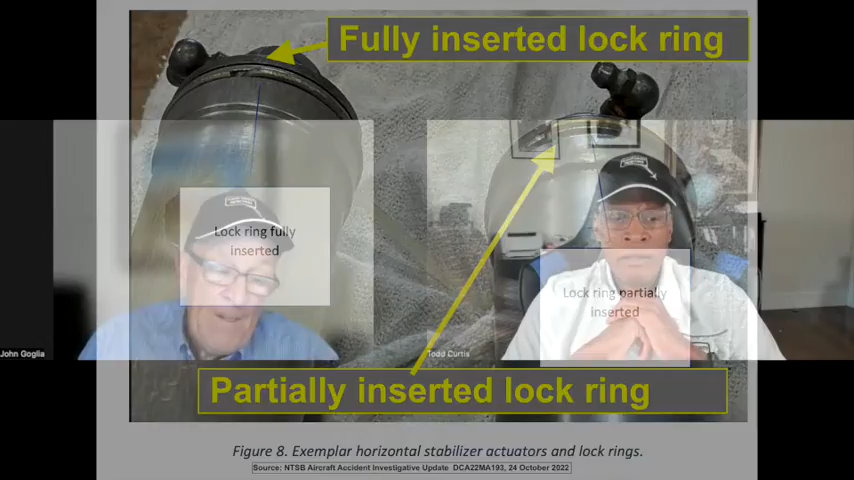 Fully inserted lock ring
Lock ring fully
inserted
Lock ring partially
inserted
John Goglia
Todd Curtis
Partially inserted lock ring
Figure 8. Exemplar horizontal stabilizer actuators and lock rings.
Source: NTSB Aircraft Accident Investigative Update DCA22MA193, 24 October 2022